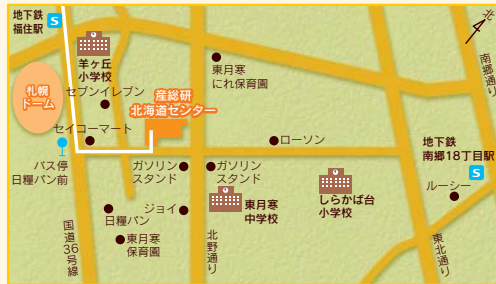 地下鉄
福住駅
S
羊ヶ丘
小学校
セブンイレブン
札幌
ドーム
産総研
北海道センター
東月寒
にれ保育園
北
南郷通り
セイコーマート
ローソン
地下鉄
南郷18丁目駅
S
バス停
日糧パン前
ガソリン
スタンド
ガソリン
スタンド
東月寒
中学校
しらかば台
小学校
ルーシー
国道36号線
日糧パン
ジョイ
東月寒
保育園
北野通り
東北通り